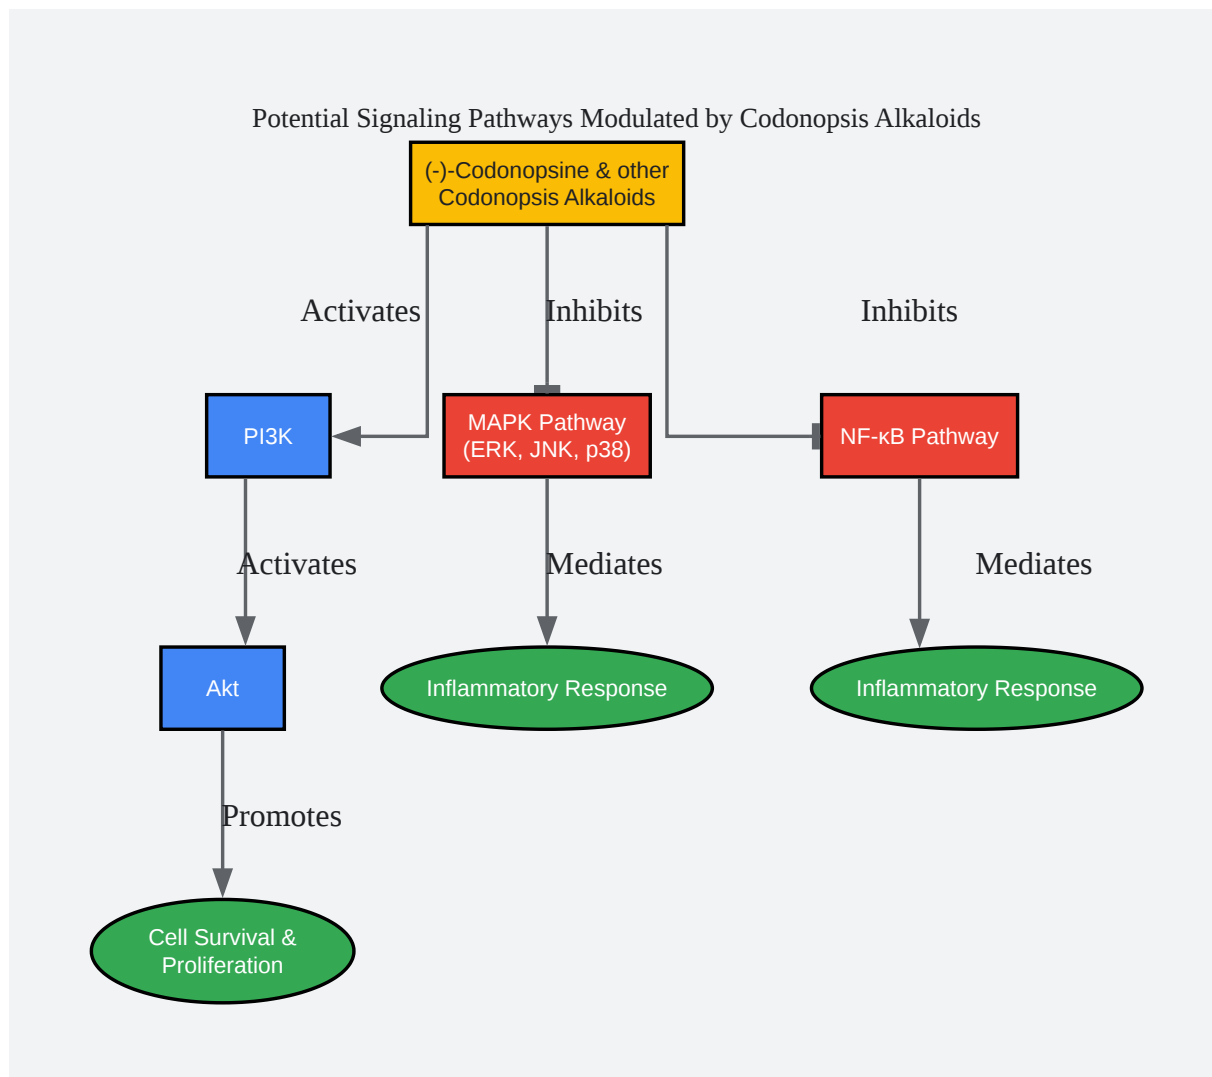 Potential Signaling Pathways Modulated by Codonopsis Alkaloids
(-)-Codonopsine & other
Codonopsis Alkaloids
Activates
Inhibits
Inhibits
PI3K
MAPK Pathway
(ERK, JNK, p38)
NF-κB Pathway
Activates
Mediates
Mediates
Akt
Inflammatory Response
Inflammatory Response
Promotes
Cell Survival &
Proliferation